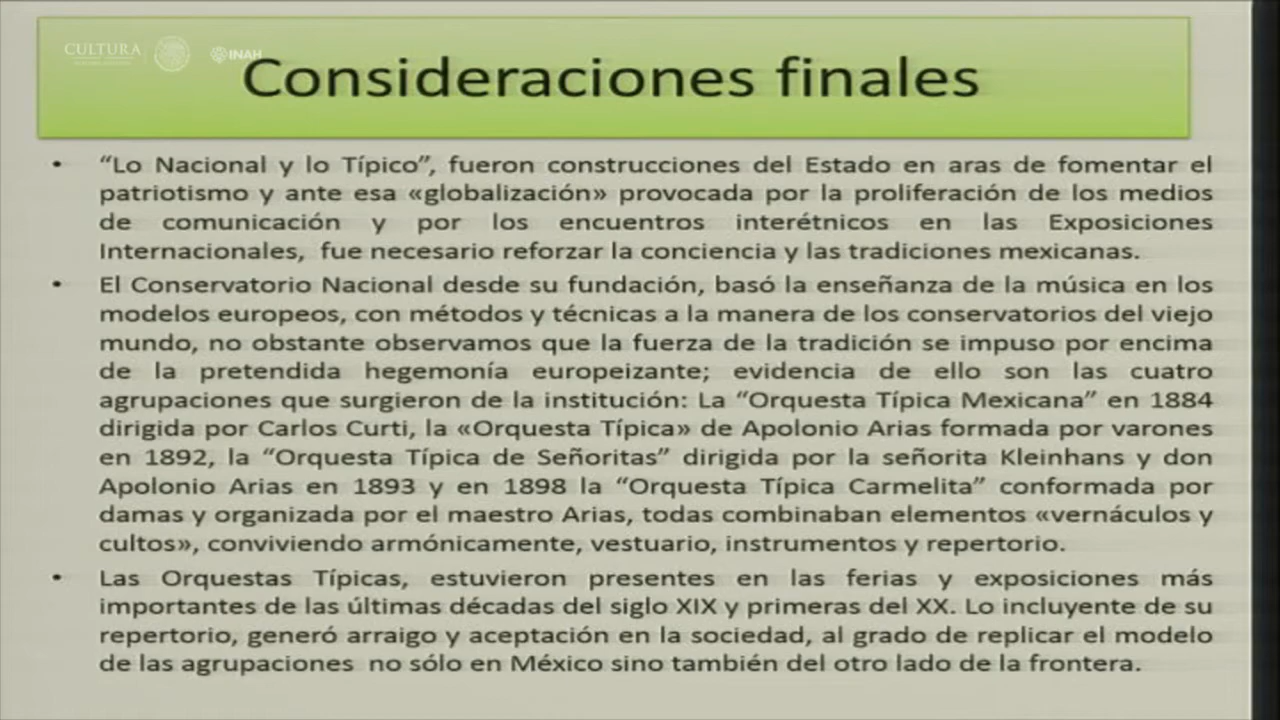 CULTURA
INAH
Consideraciones finales
• “Lo Nacional y lo Típico”, fueron construcciones del Estado en aras de fomentar el
patriotismo y ante esa «globalización» provocada por la proliferación de los medios
de comunicación y por los encuentros interétnicos en las Exposiciones
Internacionales, fue necesario reforzar la conciencia y las tradiciones mexicanas.
• El Conservatorio Nacional desde su fundación, basó la enseñanza de la música en los
modelos europeos, con métodos y técnicas a la manera de los conservatorios del viejo
mundo, no obstante observamos que la fuerza de la tradición se impuso por encima
de la pretendida hegemonía europeizante; evidencia de ello son las cuatro
agrupaciones que surgieron de la institución: La “Orquesta Típica Mexicana” en 1884
dirigida por Carlos Curti, la «Orquesta Típica» de Apolonio Arias formada por varones
en 1892, la “Orquesta Típica de Señoritas” dirigida por la señorita Kleinhans y don
Apolonio Arias en 1893 y en 1898 la “Orquesta Típica Carmelita” conformada por
damas y organizada por el maestro Arias, todas combinaban elementos «vernáculos y
cultos», conviviendo armónicamente, vestuario, instrumentos y repertorio.
• Las Orquestas Típicas, estuvieron presentes en las ferias y exposiciones más
importantes de las últimas décadas del siglo XIX y primeras del XX. Lo incluyente de su
repertorio, generó arraigo y aceptación en la sociedad, al grado de replicar el modelo
de las agrupaciones no sólo en México sino también del otro lado de la frontera.